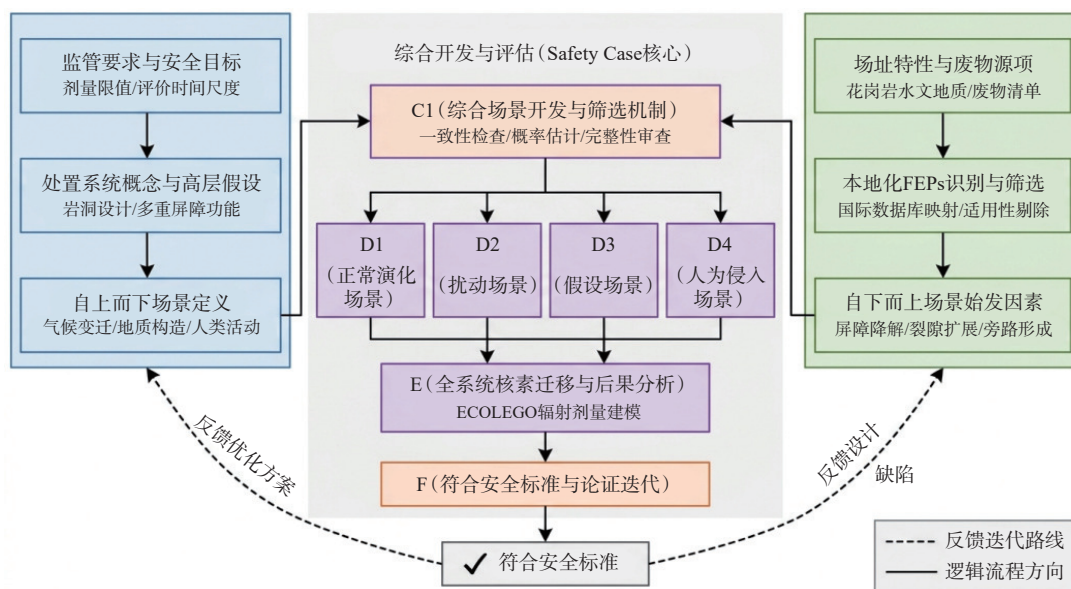 监管要求与安全目标
剂量限值/评价时间尺度
处置系统概念与高层假设
岩洞设计/多重屏障功能
自上而下场景定义
气候变迁/地质构造/人类活动
综合开发与评估(Safety Case核心)
C1(综合场景开发与筛选机制)
一致性检查/概率估计/完整性审查
D1
(正常演化
场景)
D2
(扰动场景)
D3
(假设场景)
D4
(人为侵入
场景)
E(全系统核素迁移与后果分析)
ECOLEGO辐射剂量建模
F(符合安全标准与论证迭代)
符合安全标准
场址特性与废物源项
花岗岩水文地质/废物清单
本地化FEPs识别与筛选
国际数据库映射/适用性剔除
自下而上场景始发因素
屏障降解/裂隙扩展/旁路形成
反馈优化方案
反馈设计
缺陷
反馈迭代路线
逻辑流程方向